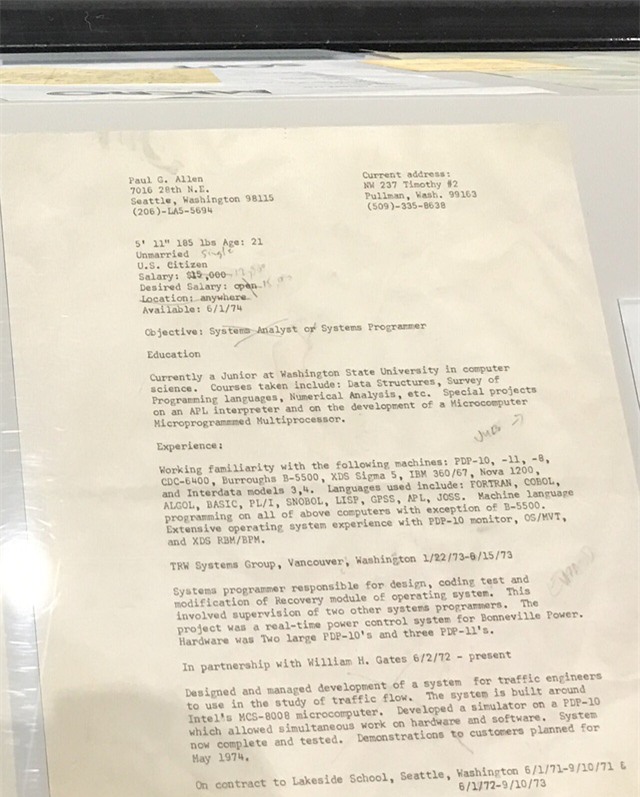 Paul G. Allen
7016 28th N.E.
Seattle, Washington 98115
(206)-LA5-5694
Current address:
NW 237 Timothy #2
Pullman, Wash. 99163
(509)-335-8638
5' 11" 185 lbs Age: 21
Unmarried Single
U.S. Citizen
Salary: $15,000
Desired Salary: open
Location: anywhere
Available: 6/1/74
Objective: Systems Analyst or Systems Programmer
Education
Currently a Junior at Washington State University in computer
science. Courses taken include: Data Structures, Survey of
Programming languages, Numerical Analysis, etc. Special projects
on an APL interpreter and on the development of a Microcomputer
Microprogrammed Multiprocessor.
Experience:
Working familiarity with the following machines: PDP-10, -11, -8,
CDC-6400, Burroughs B-5500, XDS Sigma 5, IBM 360/67, Nova 1200,
and Interdata models 3,4. Languages used include: FORTRAN, COBOL,
ALGOL, BASIC, PL/I, SNOBOL, LISP, GPSS, APL, JOSS. Machine language
programming on all of above computers with exception of B-5500.
Extensive operating system experience with PDP-10 monitor, OS/MVT,
and XDS RBM/BPM.
TRW Systems Group, Vancouver, Washington 1/22/73-8/15/73
Systems programmer responsible for design, coding test and
modification of Recovery module of operating system. This
involved supervision of two other systems programmers. The
project was a real-time power control system for Bonneville Power.
Hardware was Two large PDP-10's and three PDP-11's.
In partnership with William H. Gates 6/2/72 - present
Designed and managed development of a system for traffic engineers
to use in the study of traffic flow. The system is built around
Intel's MCS-8008 microcomputer. Developed a simulator on a PDP-10
which allowed simultaneous work on hardware and software. System
now complete and tested. Demonstrations to customers planned for
May 1974.
On contract to Lakeside School, Seattle, Washington 6/1/71-9/10/71 &
6/1/72-9/10/73